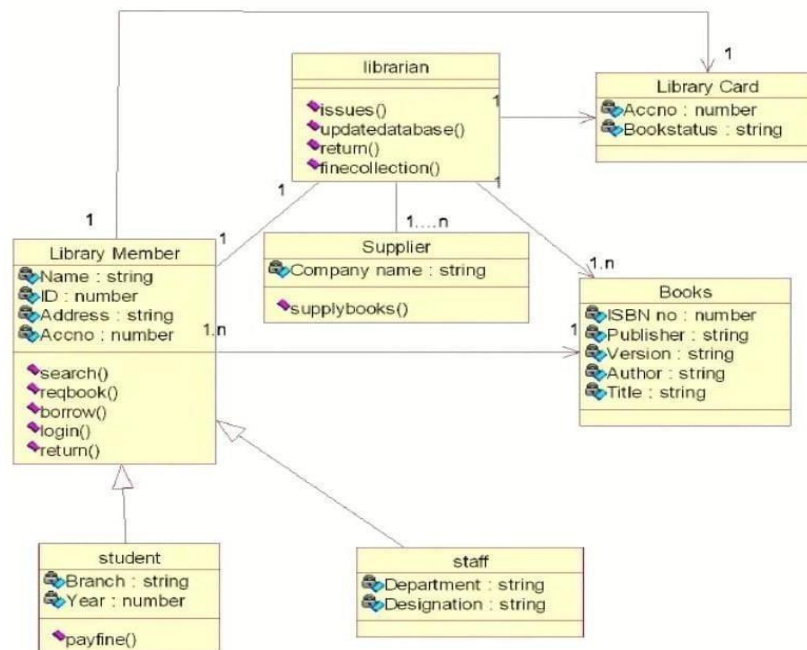 1
librarian
issues()
updatedatabase()
return()
finecollection()
1
1
Library Card
Accno : number
Bookstatus : string
1
1
1
1....n
1.n
Library Member
Name : string
ID : number
Address : string
Accno : number
search()
reqbook()
borrow()
login()
return()
1.n
1
Supplier
Company name : string
supplybooks()
Books
ISBN no : number
Publisher : string
Version : string
Author : string
Title : string
student
Branch : string
Year : number
payfine()
staff
Department : string
Designation : string